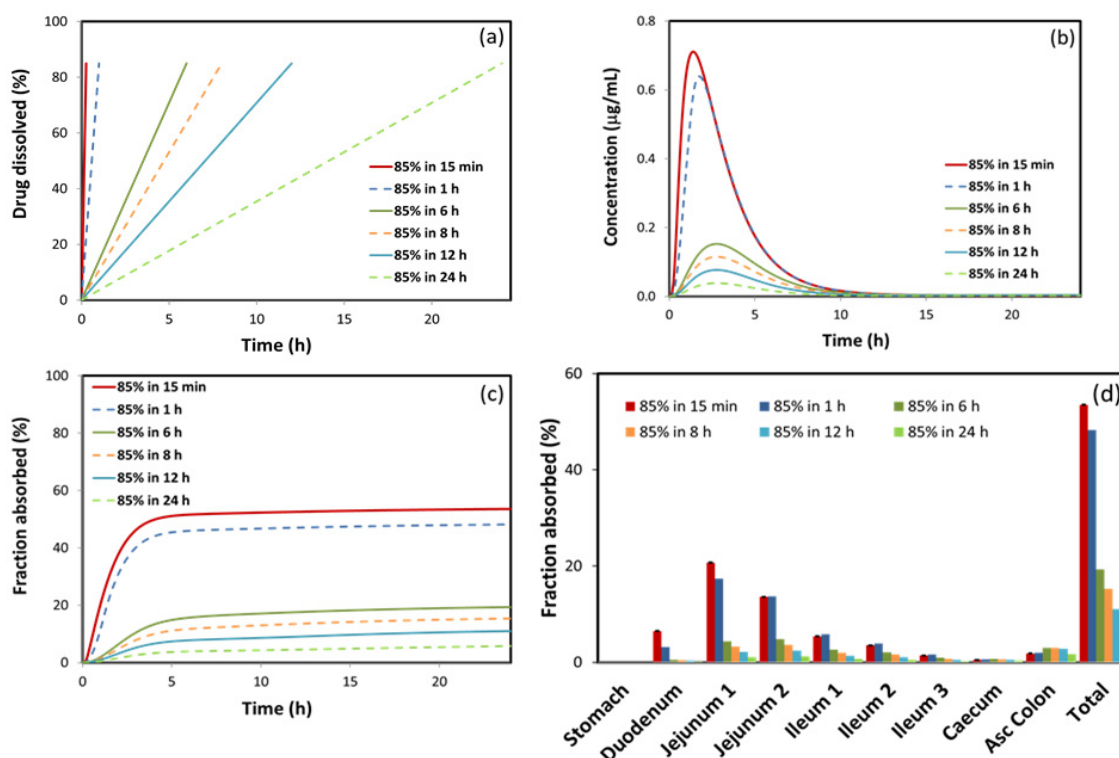 (a)
Drug dissolved (%)
100
80
60
40
20
0
85% in 15 min
85% in 1 h
85% in 6 h
85% in 8 h
85% in 12 h
85% in 24 h
0 5 10 15 20
Time (h)
(b)
Concentration (µg/mL)
0.8
0.6
0.4
0.2
0.0
85% in 15 min
85% in 1 h
85% in 6 h
85% in 8 h
85% in 12 h
85% in 24 h
0 5 10 15 20
Time (h)
(c)
Fraction absorbed (%)
100
80
60
40
20
0
85% in 15 min
85% in 1 h
85% in 6 h
85% in 8 h
85% in 12 h
85% in 24 h
0 5 10 15 20
Time (h)
(d)
Fraction absorbed (%)
60
40
20
0
85% in 15 min 85% in 1 h 85% in 6 h
85% in 8 h 85% in 12 h 85% in 24 h
Stomach
Duodenum
Jejunum 1
Jejunum 2
Ileum 1
Ileum 2
Ileum 3
Caecum
Asc Colon
Total